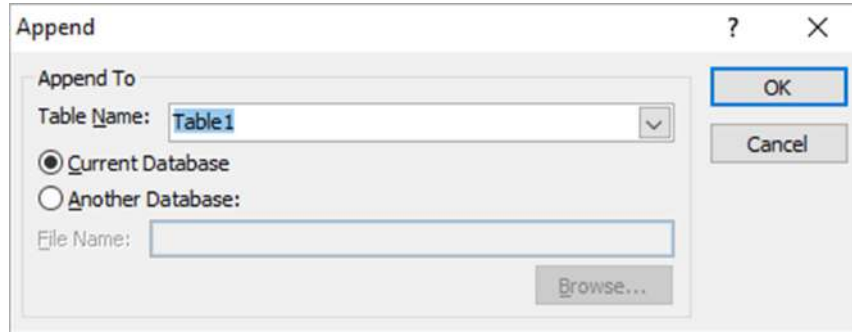 Append ? X
Append To
OK
Table Name: Table1
Cancel
Current Database
Another Database:
File Name:
Browse...